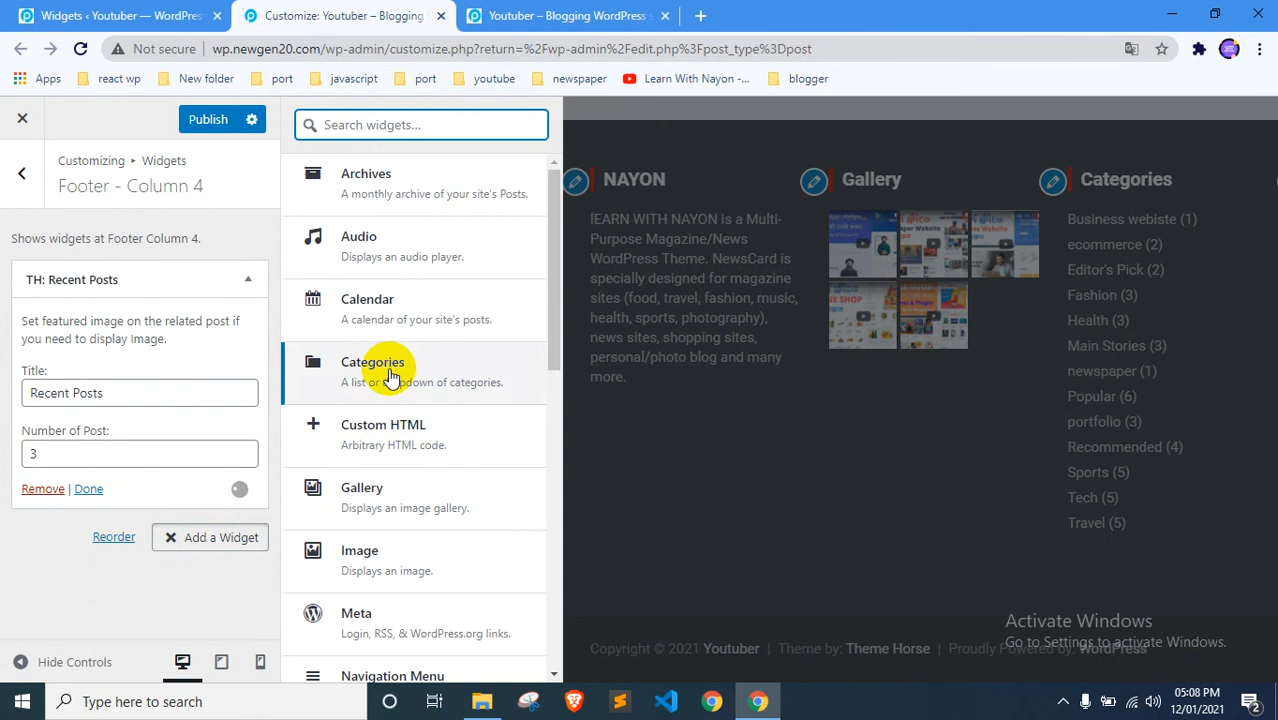 Widgets ‹ Youtuber — WordPres
Customize: Youtuber – Blogging
Youtuber – Blogging WordPress s
Not secure
wp.newgen20.com/wp-admin/customize.php?return=%2Fwp-admin%2Fedit.php%3Fpost_type%3Dpost
Apps
react wp
New folder
port
javascript
port
youtube
newspaper
Learn With Nayon -...
blogger
Publish
Customizing ▸ Widgets
Footer - Column 4
Shows widgets at Footer Column 4.
TH: Recent Posts
Set featured image on the related post if
you need to display Image.
Title:
Recent Posts
Number of Post:
3
Remove | Done
Reorder
Add a Widget
Hide Controls
Search widgets...
Archives
A monthly archive of your site's Posts.
Audio
Displays an audio player.
Calendar
A calendar of your site's posts.
Categories
A list or dropdown of categories.
Custom HTML
Arbitrary HTML code.
Gallery
Displays an image gallery.
Image
Displays an image.
Meta
Login, RSS, & WordPress.org links.
Navigation Menu
NAYON
lEARN WITH NAYON is a Multi-
Purpose Magazine/News
WordPress Theme. NewsCard is
specially designed for magazine
sites (food, travel, fashion, music,
health, sports, photography),
news sites, shopping sites,
personal/photo blog and many
more.
Gallery
Categories
Business webiste (1)
ecommerce (2)
Editor's Pick (2)
Fashion (3)
Health (3)
Main Stories (3)
newspaper (1)
Popular (6)
portfolio (3)
Recommended (4)
Sports (5)
Tech (5)
Travel (5)
Activate Windows
Go to Settings to activate Windows.
Copyright © 2021 Youtuber | Theme by: Theme Horse | Proudly Powered by: WordPress
Type here to search
05:08 PM
12/01/2021
2